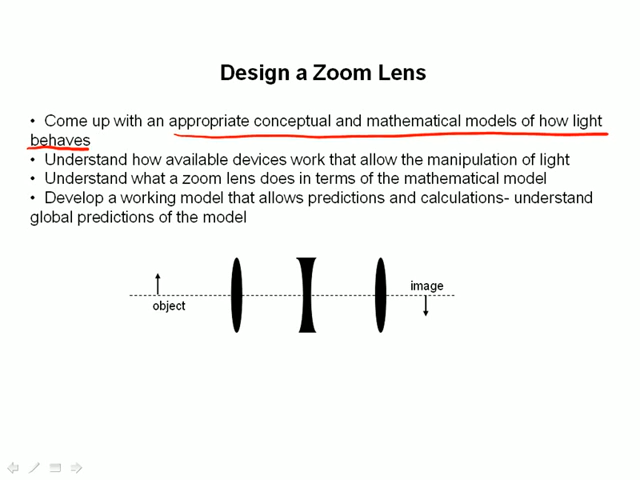 Design a Zoom Lens
• Come up with an appropriate conceptual and mathematical models of how light
behaves
• Understand how available devices work that allow the manipulation of light
• Understand what a zoom lens does in terms of the mathematical model
• Develop a working model that allows predictions and calculations- understand
global predictions of the model
object
image